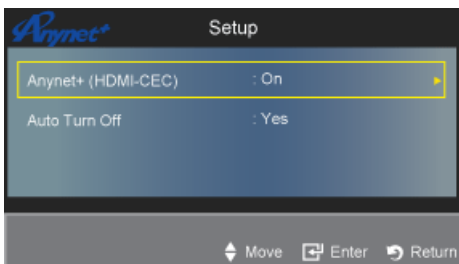 Anynet+ Setup
Anynet+ (HDMI-CEC) : On
Auto Turn Off : Yes
Move Enter Return